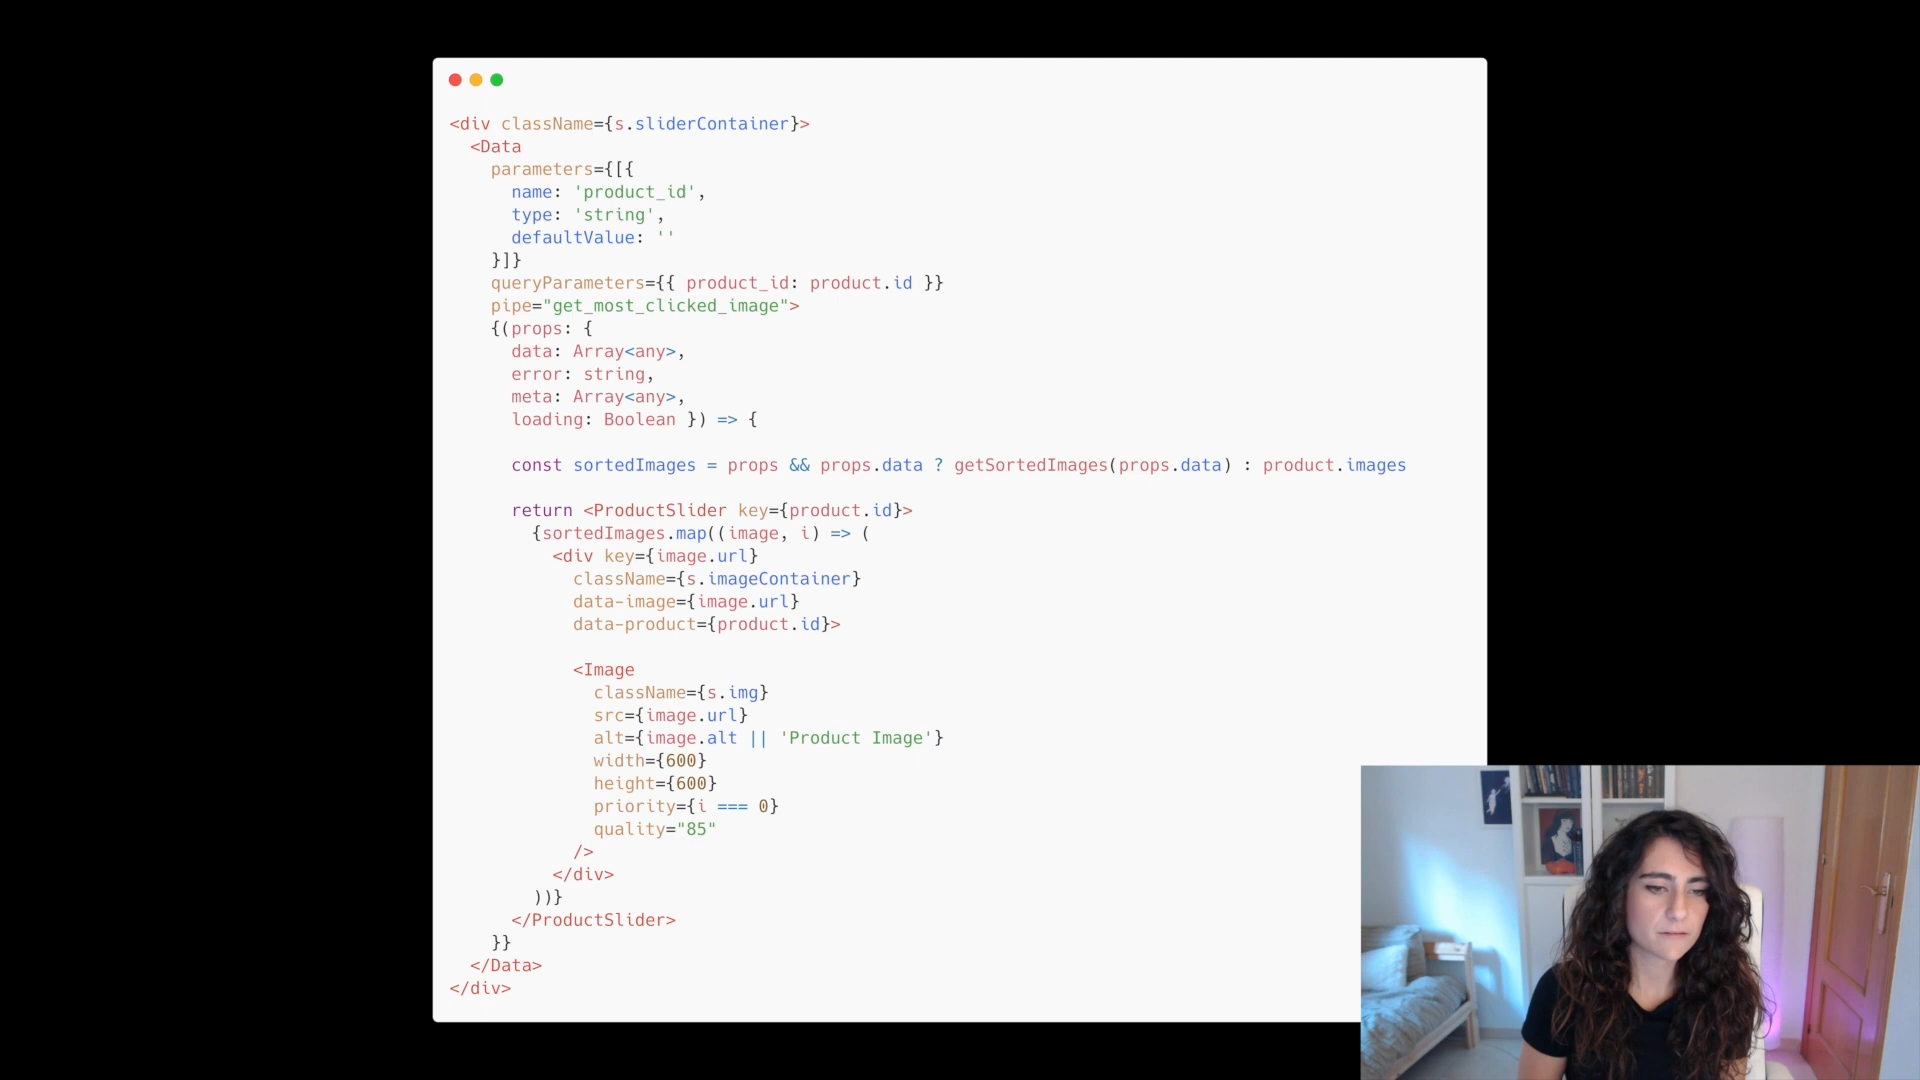 <div className={s.sliderContainer}>
<Data
parameters={[{
name: 'product_id',
type: 'string',
defaultValue: ''
}]}
queryParameters={{ product_id: product.id }}
pipe="get_most_clicked_image">
{(props: {
data: Array<any>,
error: string,
meta: Array<any>,
loading: Boolean }) => {
const sortedImages = props && props.data ? getSortedImages(props.data) : product.images
return <ProductSlider key={product.id}>
{sortedImages.map((image, i) => (
<div key={image.url}
className={s.imageContainer}
data-image={image.url}
data-product={product.id}>
<Image
className={s.img}
src={image.url}
alt={image.alt || 'Product Image'}
width={600}
height={600}
priority={i === 0}
quality="85"
/>
</div>
))}
</ProductSlider>
}}
</Data>
</div>